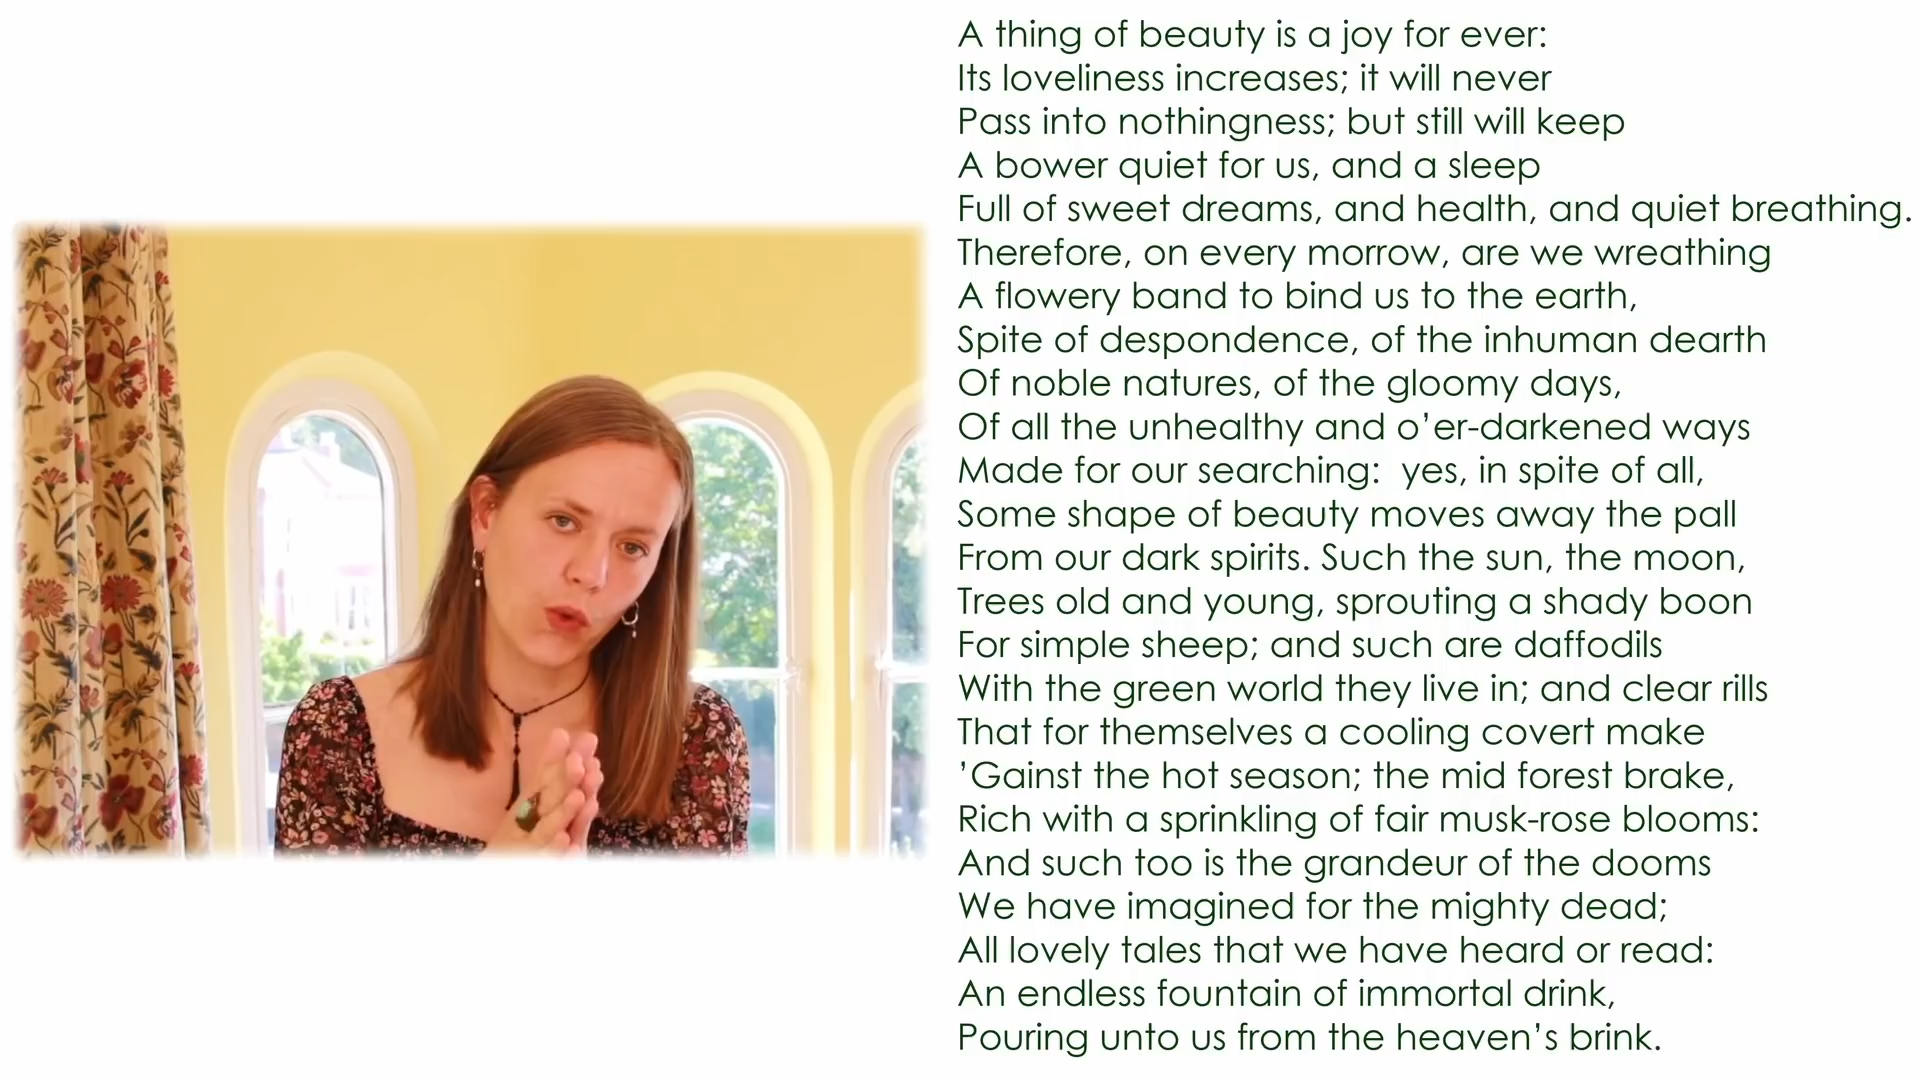 A thing of beauty is a joy for ever:
Its loveliness increases; it will never
Pass into nothingness; but still will keep
A bower quiet for us, and a sleep
Full of sweet dreams, and health, and quiet breathing.
Therefore, on every morrow, are we wreathing
A flowery band to bind us to the earth,
Spite of despondence, of the inhuman dearth
Of noble natures, of the gloomy days,
Of all the unhealthy and o’er-darkened ways
Made for our searching:  yes, in spite of all,
Some shape of beauty moves away the pall
From our dark spirits. Such the sun, the moon,
Trees old and young, sprouting a shady boon
For simple sheep; and such are daffodils
With the green world they live in; and clear rills
That for themselves a cooling covert make
’Gainst the hot season; the mid forest brake,
Rich with a sprinkling of fair musk-rose blooms:
And such too is the grandeur of the dooms
We have imagined for the mighty dead;
All lovely tales that we have heard or read:
An endless fountain of immortal drink,
Pouring unto us from the heaven’s brink.